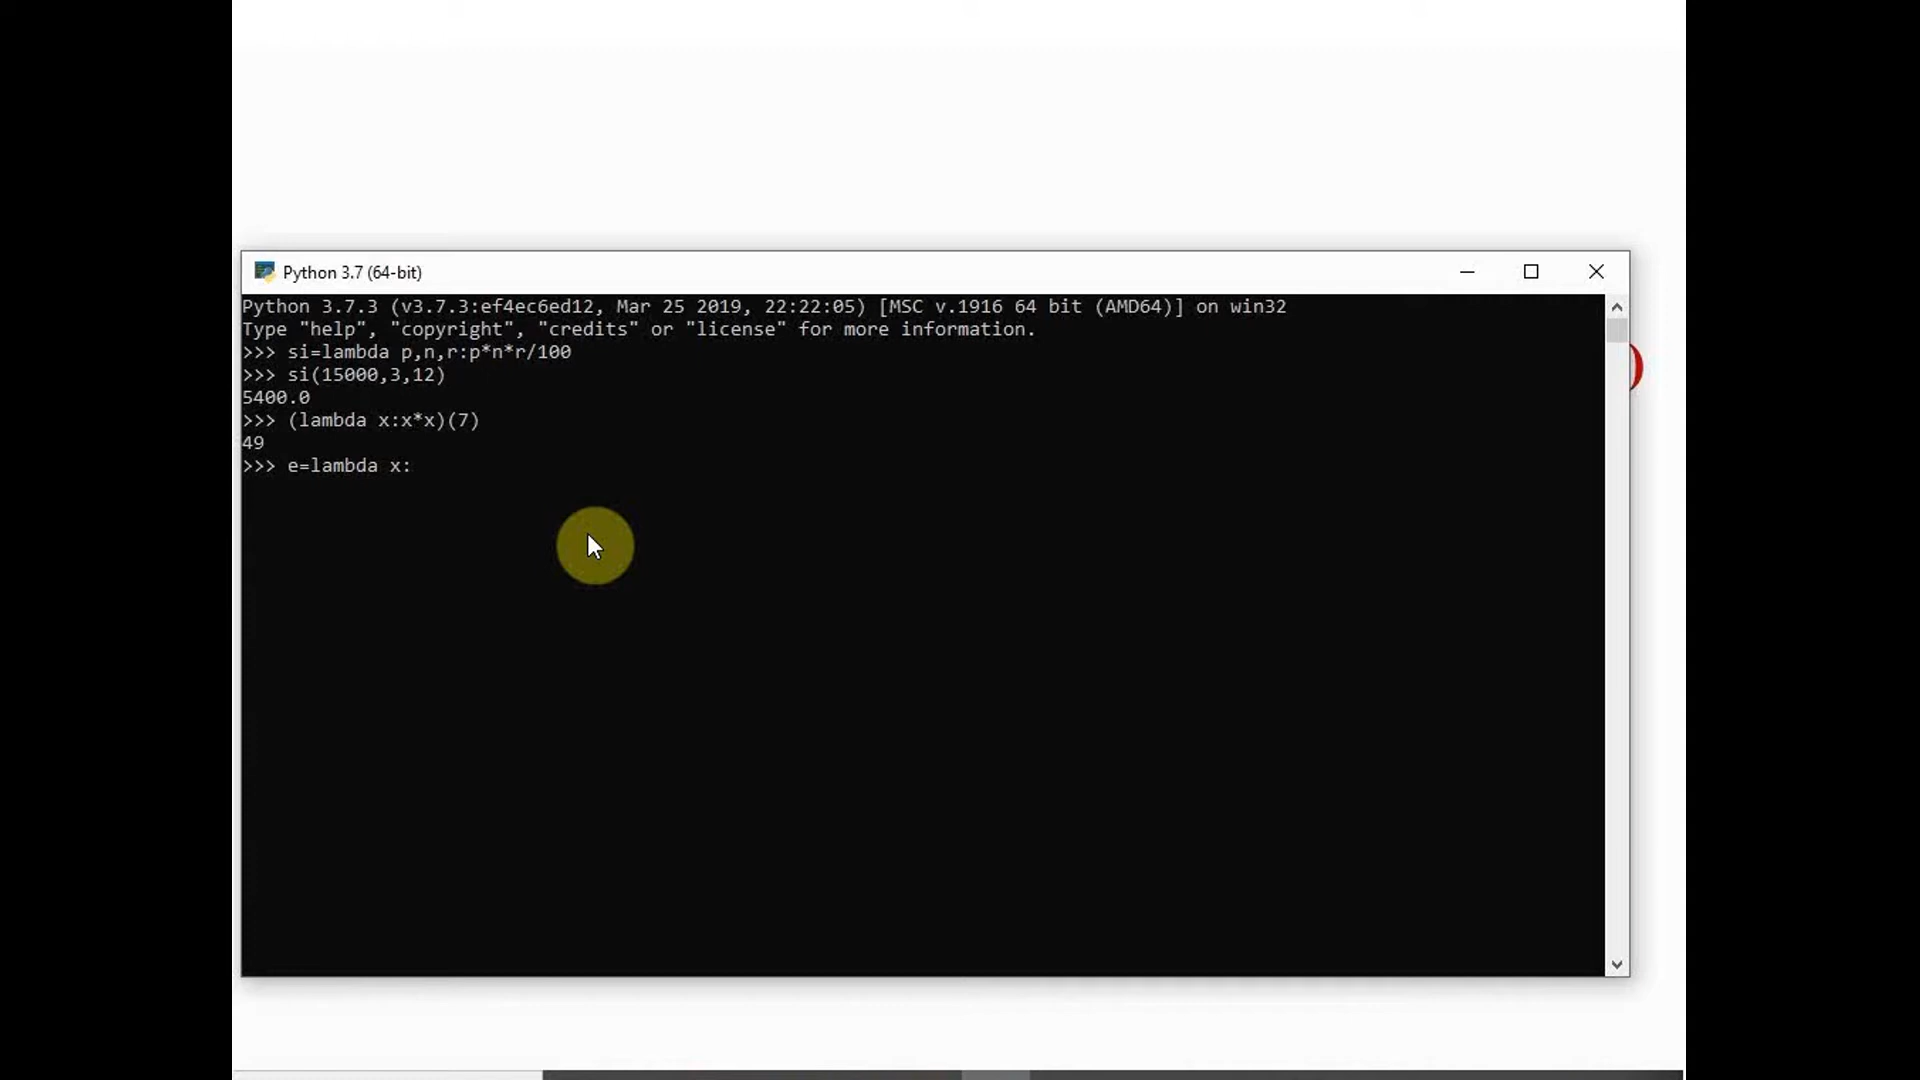 Python 3.7 (64-bit)
Python 3.7.3 (v3.7.3:ef4ec6ed12, Mar 25 2019, 22:22:05) [MSC v.1916 64 bit (AMD64)] on win32
Type "help", "copyright", "credits" or "license" for more information.
>>> si=lambda p,n,r:p*n*r/100
>>> si(15000,3,12)
5400.0
>>> (lambda x:x*x)(7)
49
>>> e=lambda x:
)